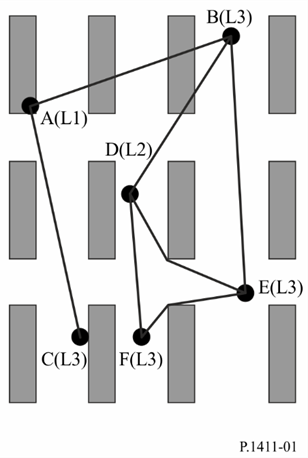 B(L3)
A(L1)
D(L2)
E(L3)
C(L3)
F(L3)
P.1411-01